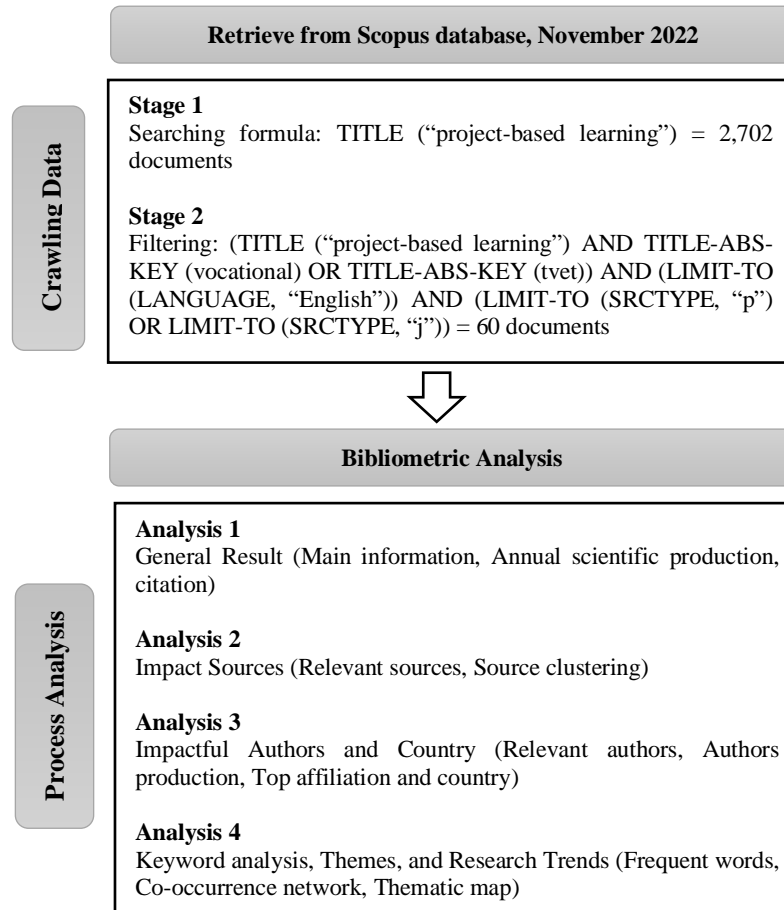 Retrieve from Scopus database, November 2022
Crawling Data
Stage 1
Searching formula: TITLE (“project-based learning”) = 2,702
documents
Stage 2
Filtering: (TITLE (“project-based learning”) AND TITLE-ABS-
KEY (vocational) OR TITLE-ABS-KEY (tvet)) AND (LIMIT-TO
(LANGUAGE, “English”)) AND (LIMIT-TO (SRCTYPE, “p”)
OR LIMIT-TO (SRCTYPE, “j”)) = 60 documents
Bibliometric Analysis
Process Analysis
Analysis 1
General Result (Main information, Annual scientific production,
citation)
Analysis 2
Impact Sources (Relevant sources, Source clustering)
Analysis 3
Impactful Authors and Country (Relevant authors, Authors
production, Top affiliation and country)
Analysis 4
Keyword analysis, Themes, and Research Trends (Frequent words,
Co-occurrence network, Thematic map)